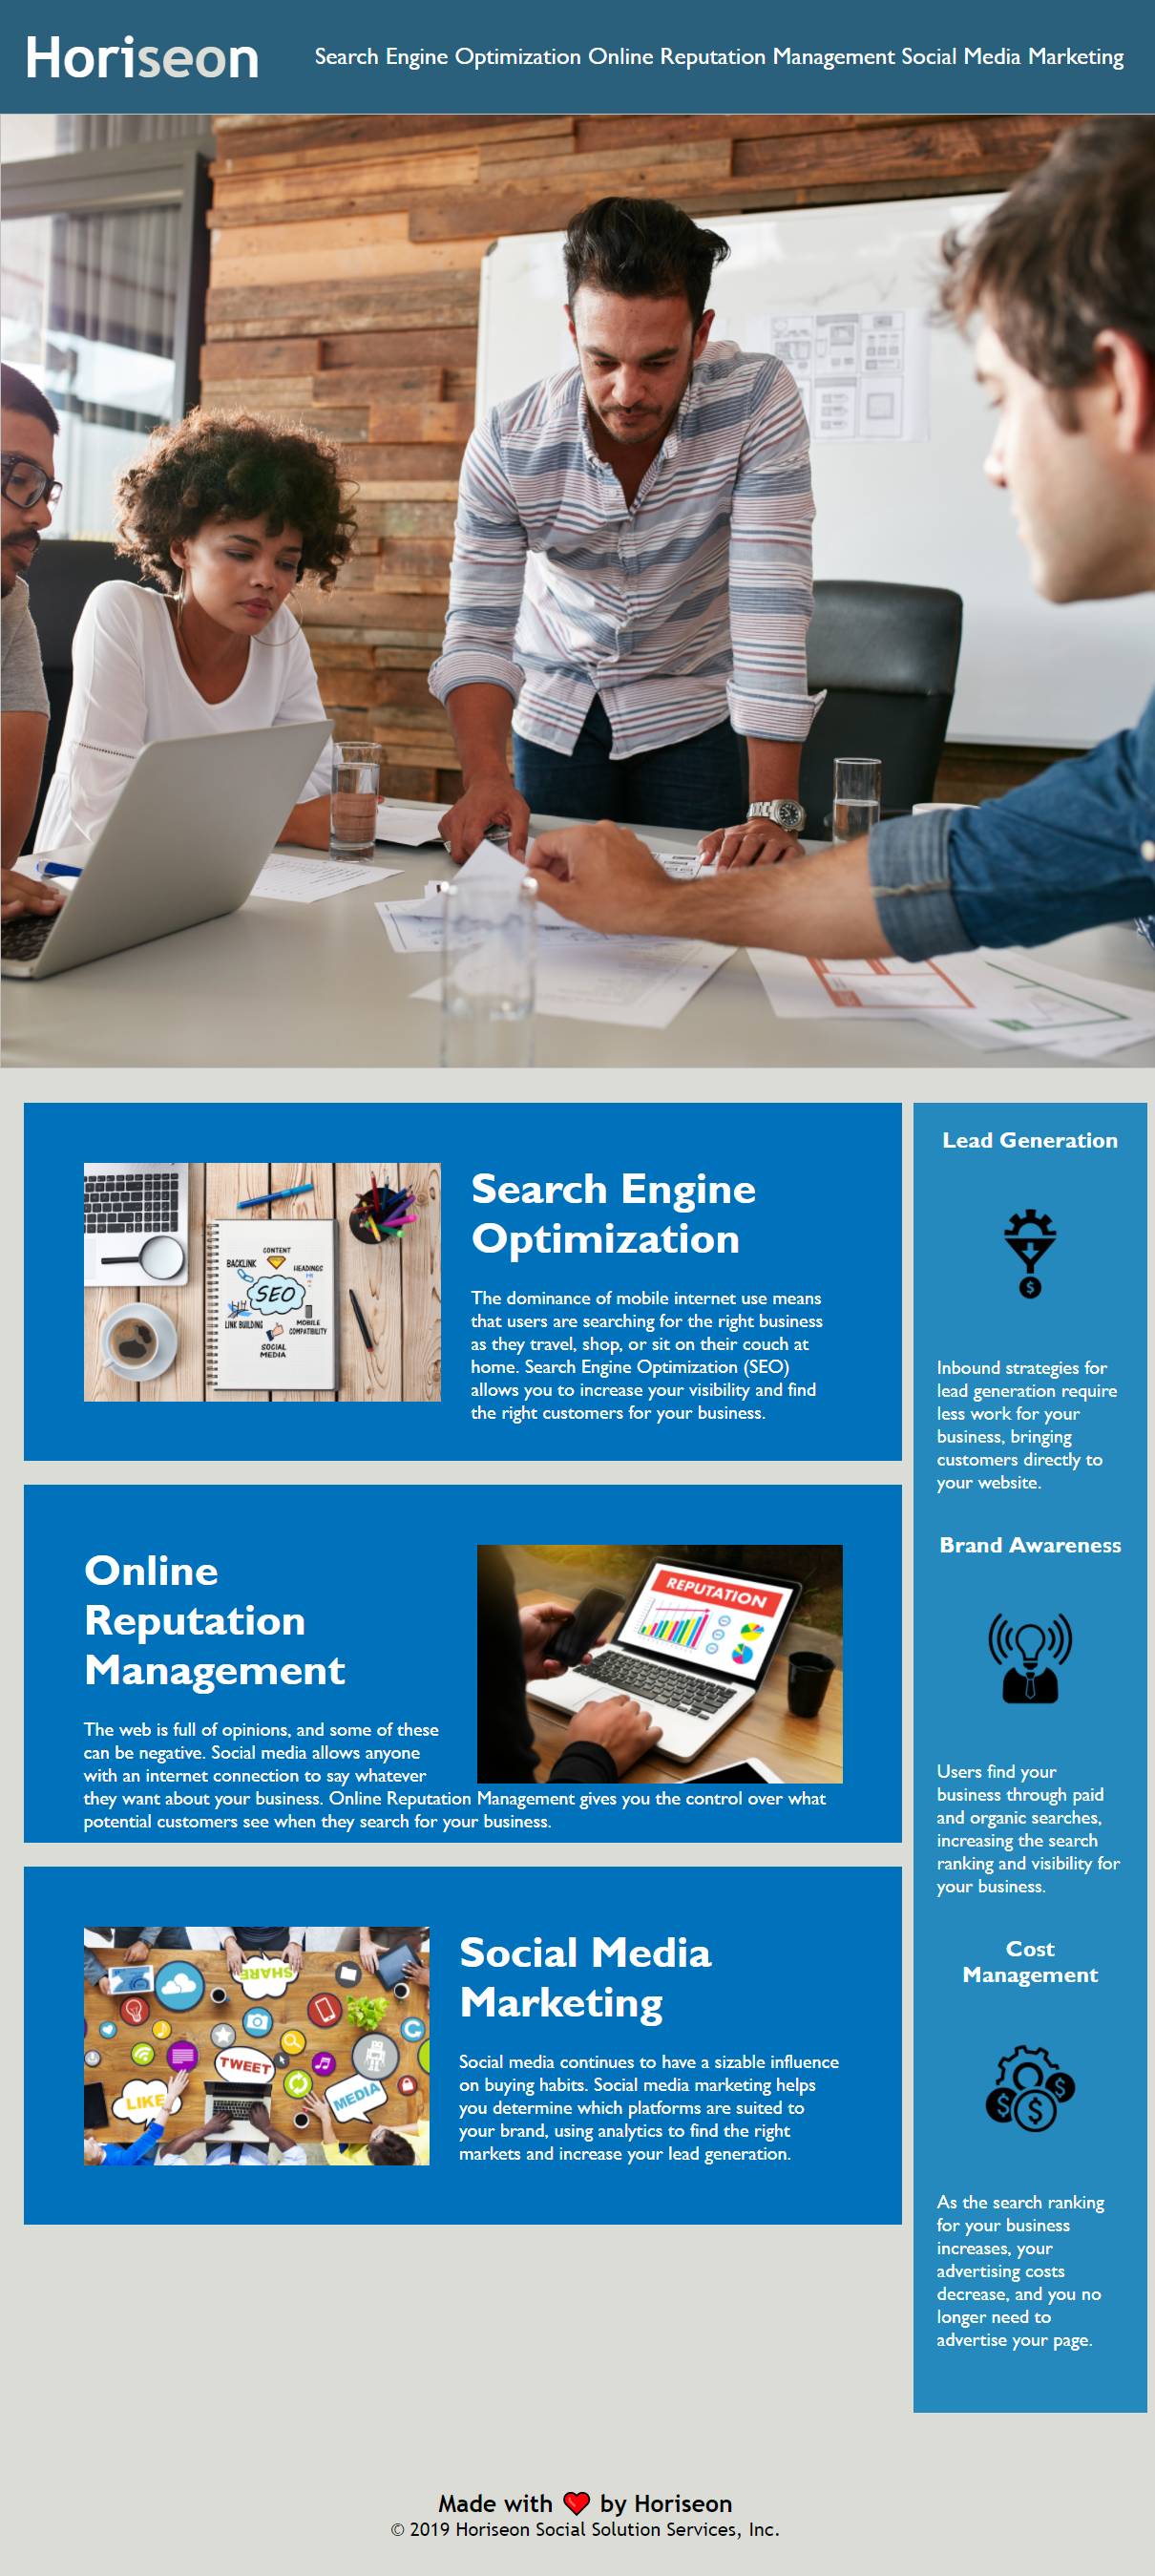 Horiseon
Search Engine Optimization Online Reputation Management Social Media Marketing
CONTENT
BACKLINK
HEADINGS
SEO
LINK BUILDING
MOBILE
COMPATIBILITY
SOCIAL
MEDIA
Search Engine
Optimization
The dominance of mobile internet use means
that users are searching for the right business
as they travel, shop, or sit on their couch at
home. Search Engine Optimization (SEO)
allows you to increase your visibility and find
the right customers for your business.
Online
Reputation
Management
The web is full of opinions, and some of these
can be negative. Social media allows anyone
with an internet connection to say whatever
they want about your business. Online Reputation Management gives you the control over what
potential customers see when they search for your business.
REPUTATION
SHARE
TWEET
LIKE
MEDIA
Social Media
Marketing
Social media continues to have a sizable influence
on buying habits. Social media marketing helps
you determine which platforms are suited to
your brand, using analytics to find the right
markets and increase your lead generation.
Lead Generation
$
Inbound strategies for
lead generation require
less work for your
business, bringing
customers directly to
your website.
Brand Awareness
Users find your
business through paid
and organic searches,
increasing the search
ranking and visibility for
your business.
Cost
Management
$ $ $
As the search ranking
for your business
increases, your
advertising costs
decrease, and you no
longer need to
advertise your page.
Made with ❤️ by Horiseon
© 2019 Horiseon Social Solution Services, Inc.